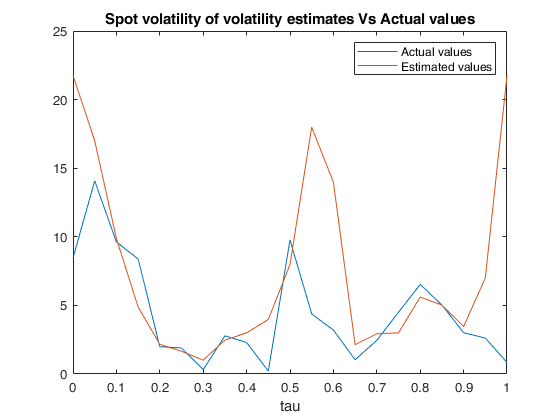 Spot volatility of volatility estimates Vs Actual values
Actual values
Estimated values
25
20
15
10
5
0
0 0.1 0.2 0.3 0.4 0.5 0.6 0.7 0.8 0.9 1
tau